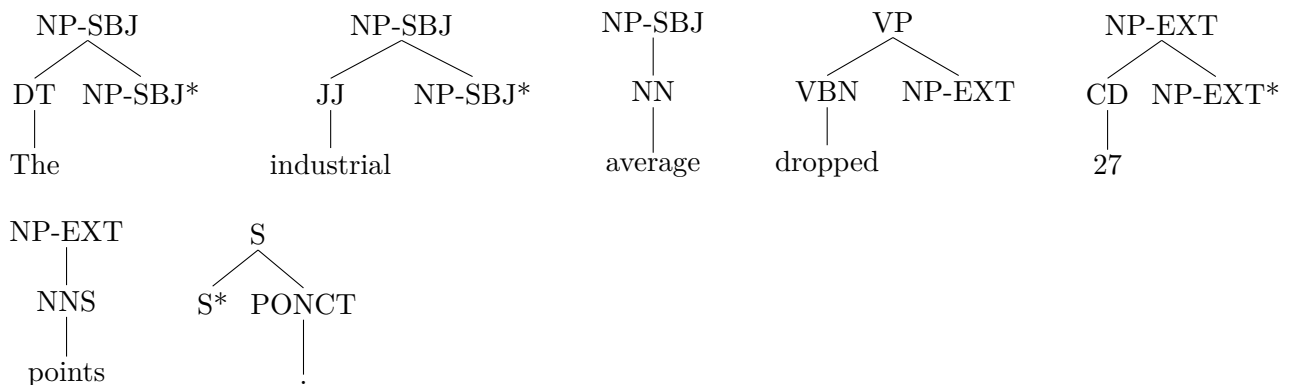 NP-SBJ NP-SBJ NP-SBJ VP NP-EXT
DT NP-SBJ* JJ NP-SBJ* NN VBN NP-EXT CD NP-EXT*
The industrial average dropped 27
NP-EXT S
NNS S* PONCT
points .